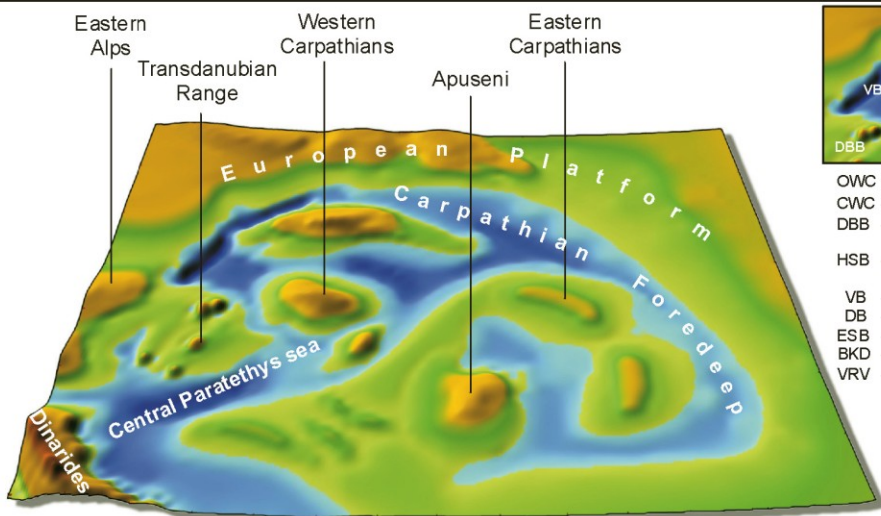 Eastern
Alps
Transdanubian
Range
Western
Carpathians
Apuseni
Eastern
Carpathians
European Platform
Carpathian Foredeep
Central Paratethys sea
Dinarides
VB
DBB
OWC
CWC
DBB
HSB
VB
DB
ESB
BKD
VRV